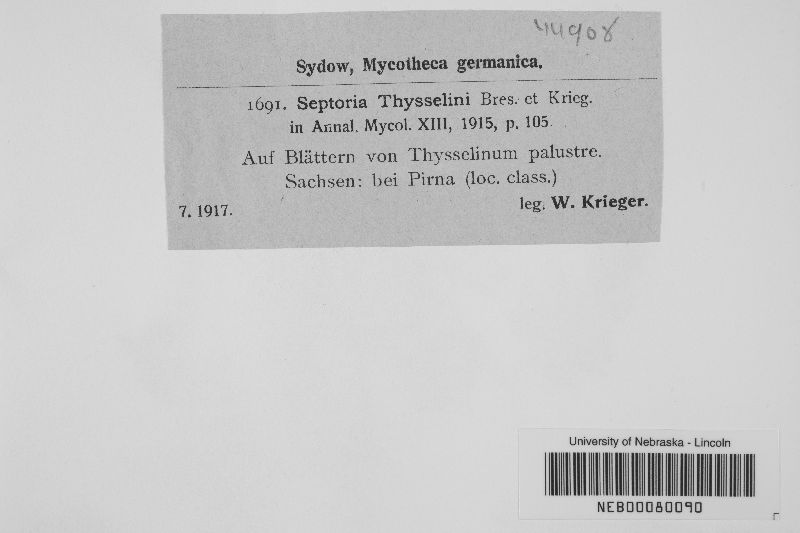 44908
Sydow, Mycotheca germanica.
1691. Septoria Thysselini Bres. et Krieg.
in Annal. Mycol. XIII, 1915, p. 105.
Auf Blättern von Thysselinum palustre.
Sachsen: bei Pirna (loc. class.)
7. 1917. leg. W. Krieger.
University of Nebraska - Lincoln
NEB00080090